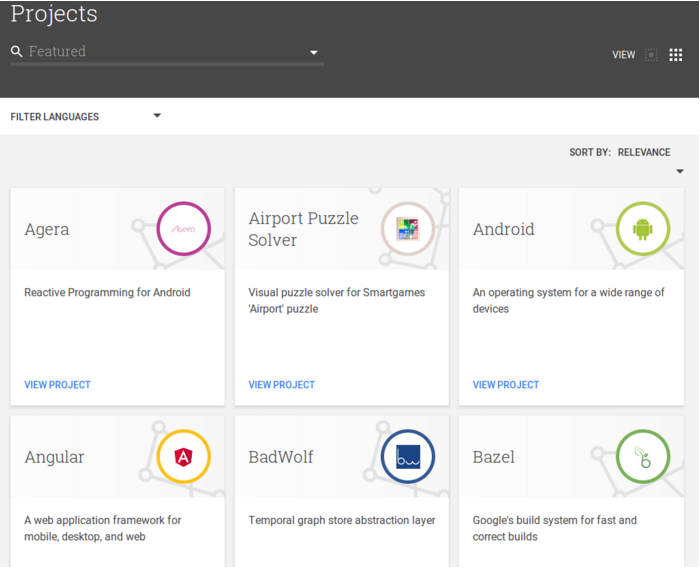 Projects
Featured
VIEW
FILTER LANGUAGES
SORT BY: RELEVANCE
Agera
Agera
Airport Puzzle
Solver
Android
Reactive Programming for Android
Visual puzzle solver for Smartgames
'Airport' puzzle
An operating system for a wide range of
devices
VIEW PROJECT
VIEW PROJECT
VIEW PROJECT
Angular
A
BadWolf
bw
Bazel
b
A web application framework for
mobile, desktop, and web
Temporal graph store abstraction layer
Google's build system for fast and
correct builds